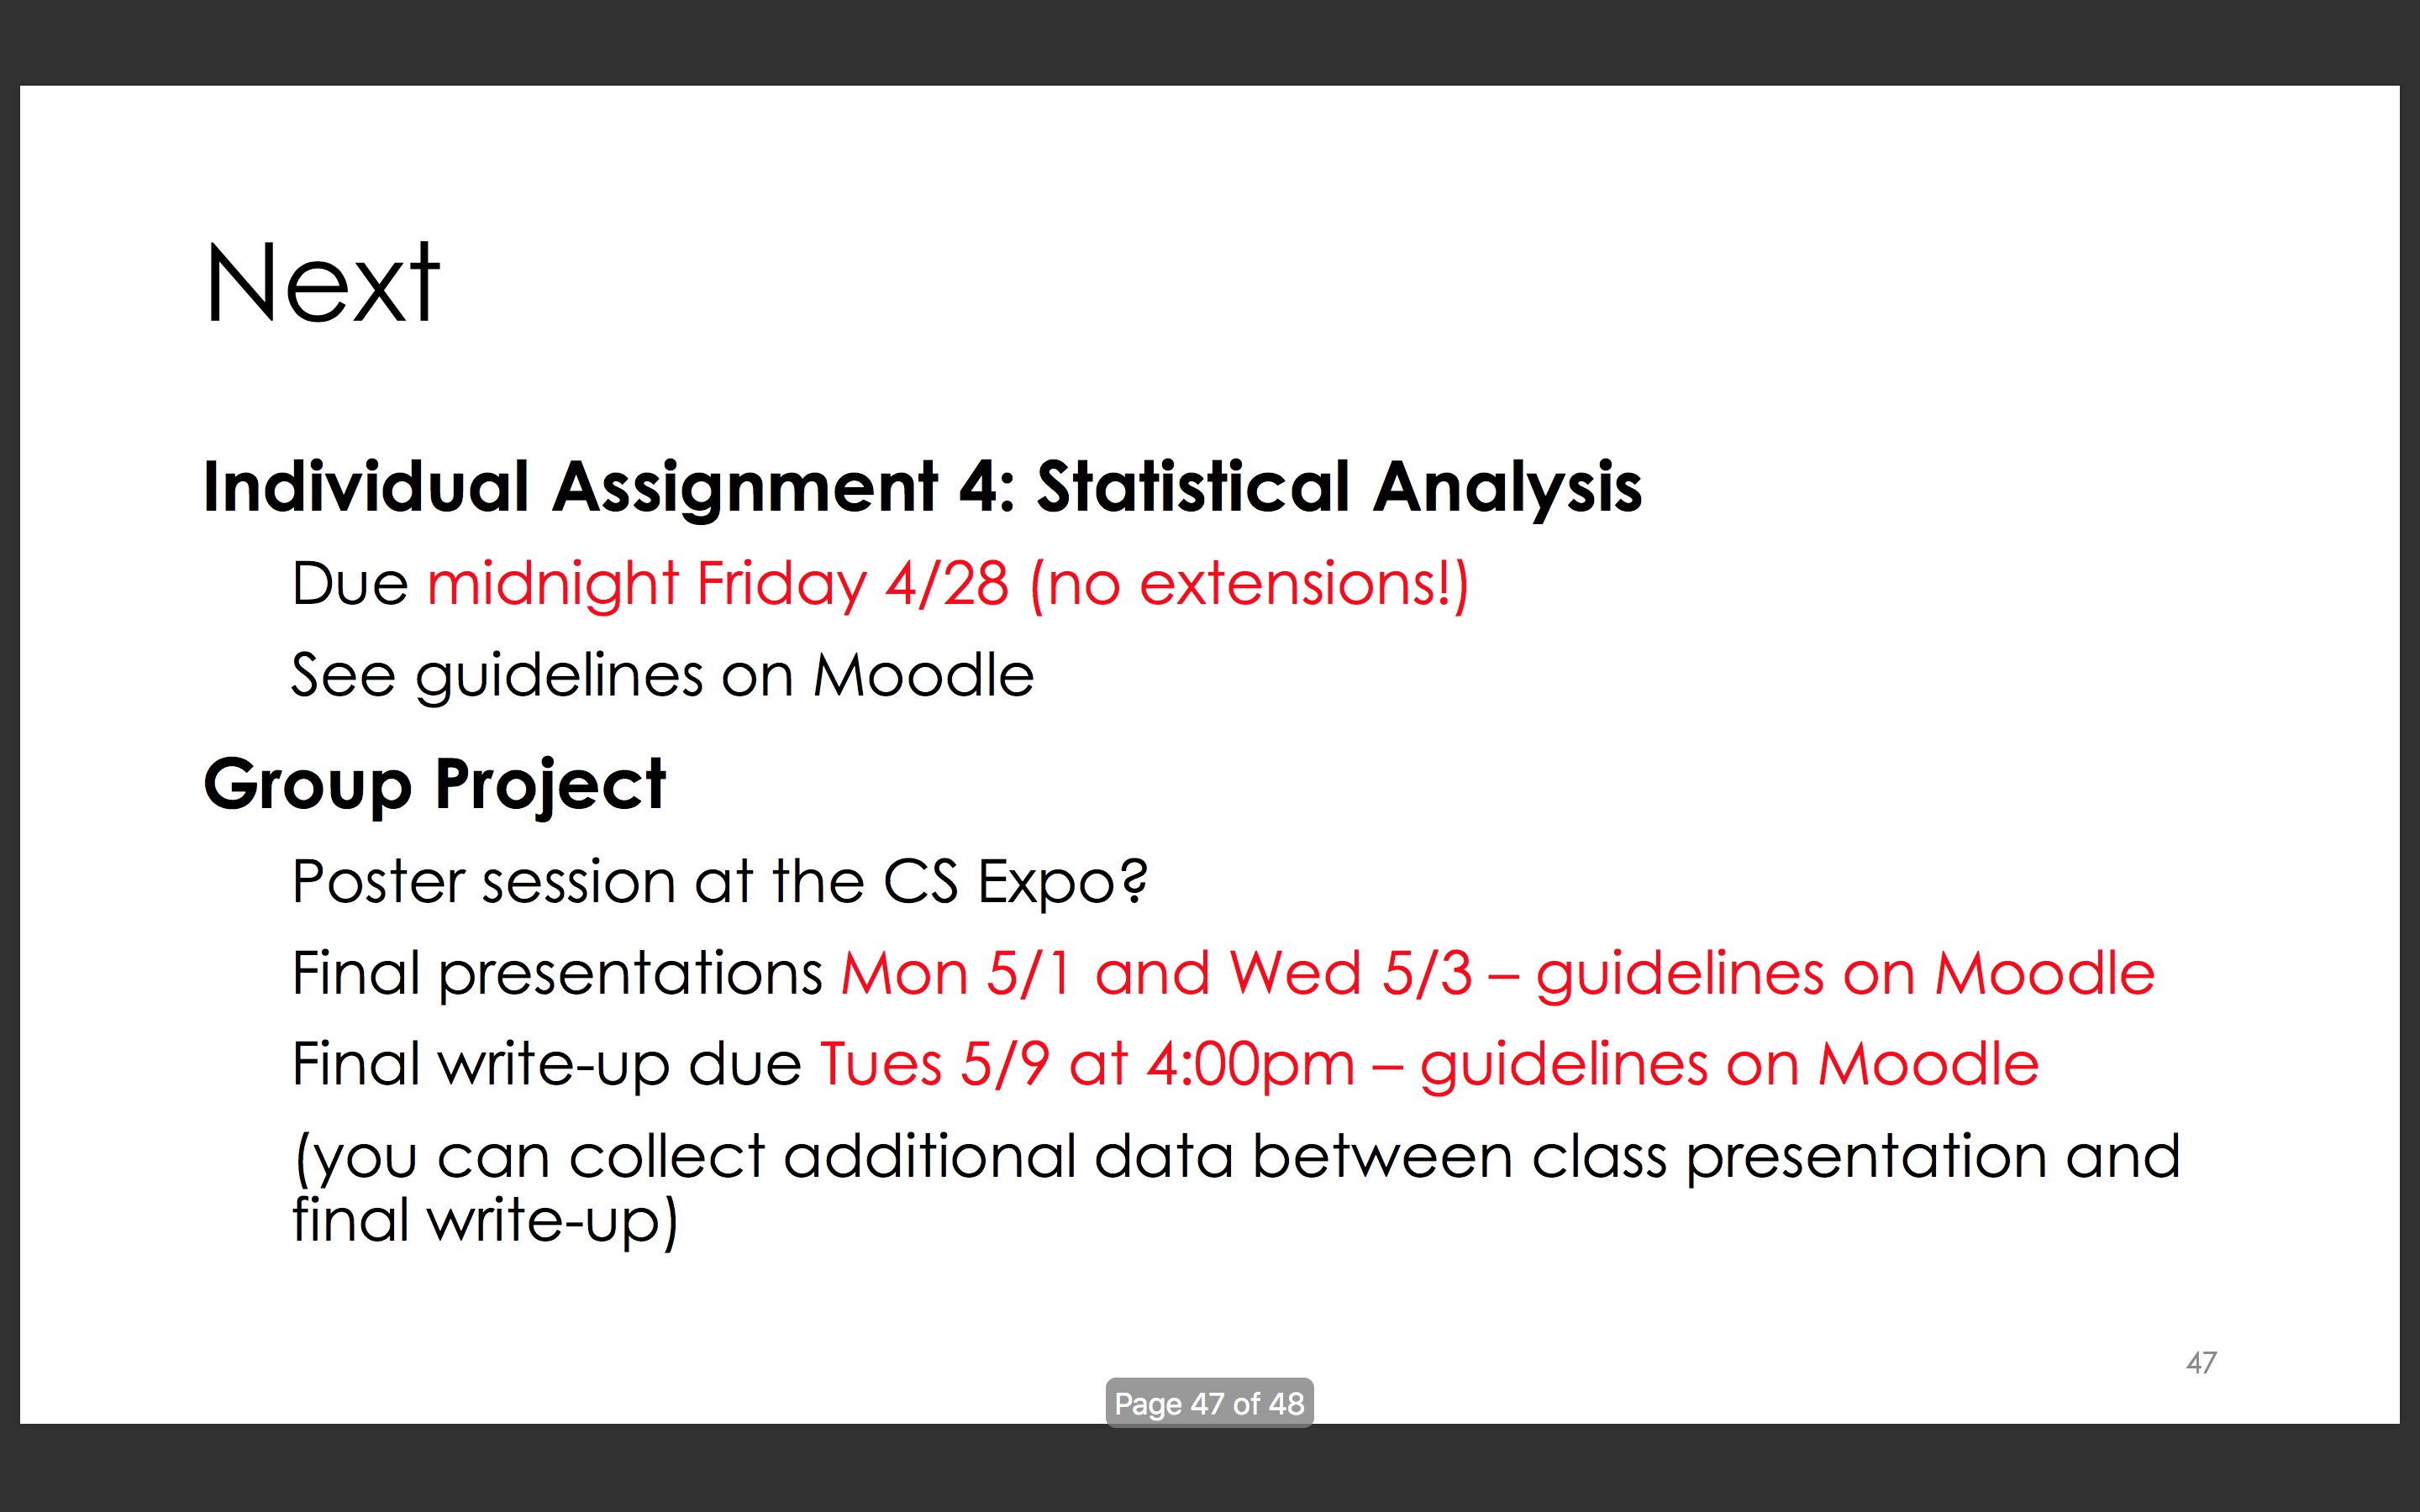 Next
Individual Assignment 4: Statistical Analysis
Due midnight Friday 4/28 (no extensions!)
See guidelines on Moodle
Group Project
Poster session at the CS Expo?
Final presentations Mon 5/1 and Wed 5/3 – guidelines on Moodle
Final write-up due Tues 5/9 at 4:00pm – guidelines on Moodle
(you can collect additional data between class presentation and
final write-up)
47
Page 47 of 48